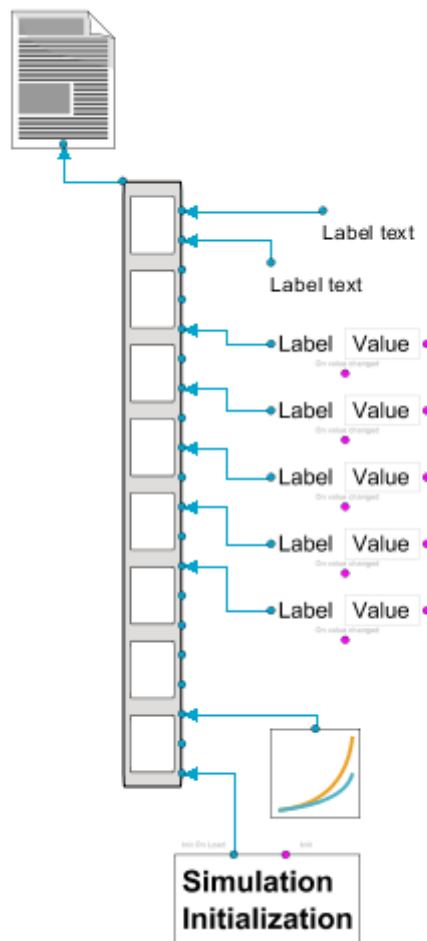 Label text
Label text
Label Value
On value changed
Label Value
On value changed
Label Value
On value changed
Label Value
On value changed
Label Value
On value changed
Init On Load Init
Simulation
Initialization